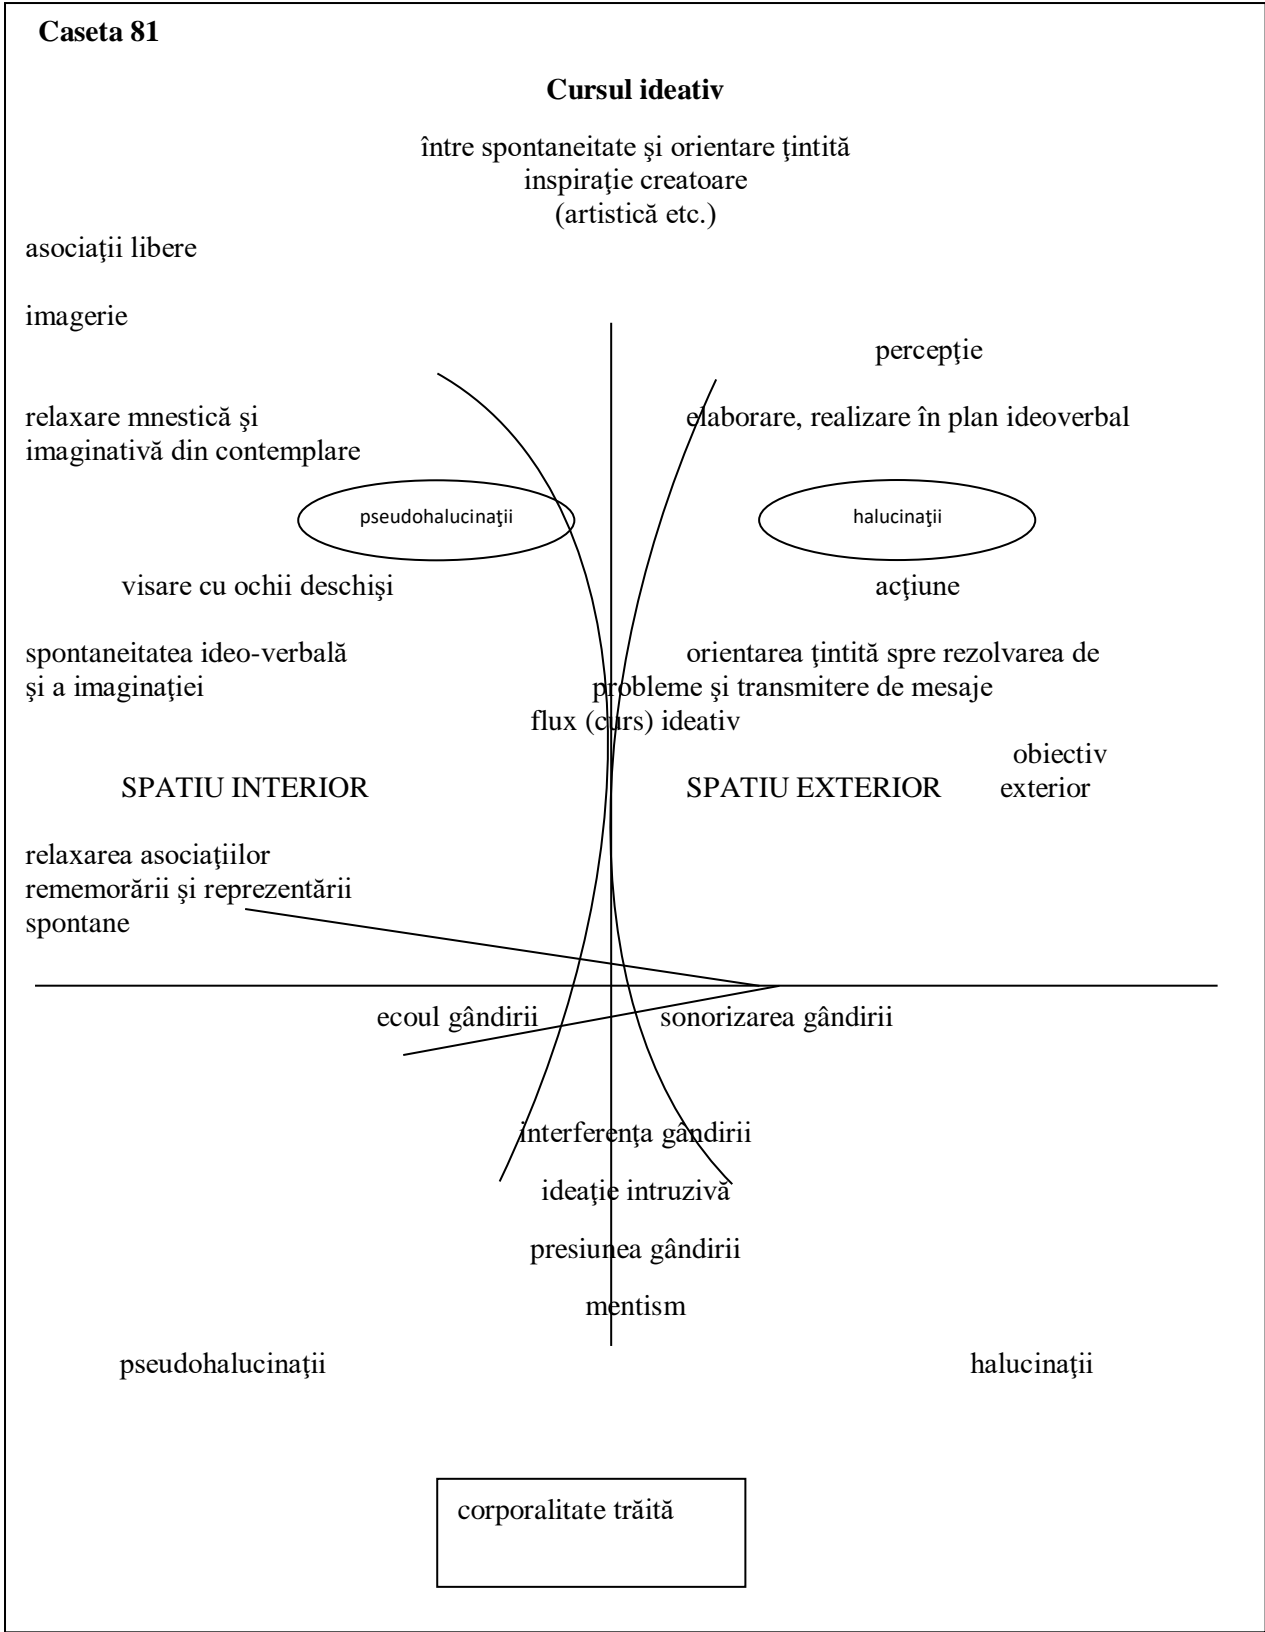 Caseta 81
Cursul ideativ
între spontaneitate şi orientare ţintită
inspiraţie creatoare
(artistică etc.)
asociaţii libere
imagerie
percepţie
relaxare mnestică şi
imaginativă din contemplare
elaborare, realizare în plan ideoverbal
pseudohalucinaţii
halucinaţii
visare cu ochii deschişi
acţiune
spontaneitatea ideo-verbală
şi a imaginaţiei
orientarea ţintită spre rezolvarea de
probleme şi transmitere de mesaje
flux (curs) ideativ
obiectiv
exterior
SPATIU INTERIOR
SPATIU EXTERIOR
relaxarea asociaţiilor
rememorării şi reprezentării
spontane
ecoul gândirii
sonorizarea gândirii
interferenţa gândirii
ideaţie intruzivă
presiunea gândirii
mentism
pseudohalucinaţii
halucinaţii
corporalitate trăită